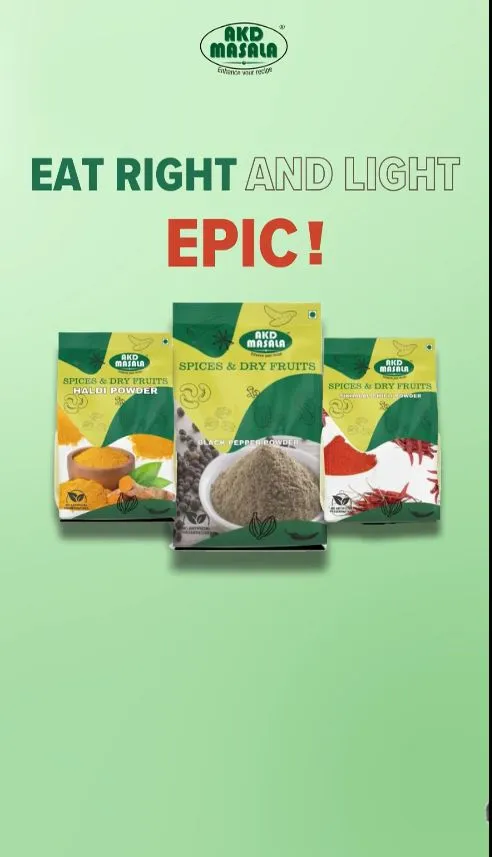 AKD
MASALA
®
Enhance your recipe
EAT RIGHT AND LIGHT
EPIC!
AKD
MASALA
SPICES & DRY FRUITS
HALDI POWDER
AKD
MASALA
SPICES & DRY FRUITS
BLACK PEPPER POWDER
AKD
MASALA
SPICES & DRY FRUITS
POWDER